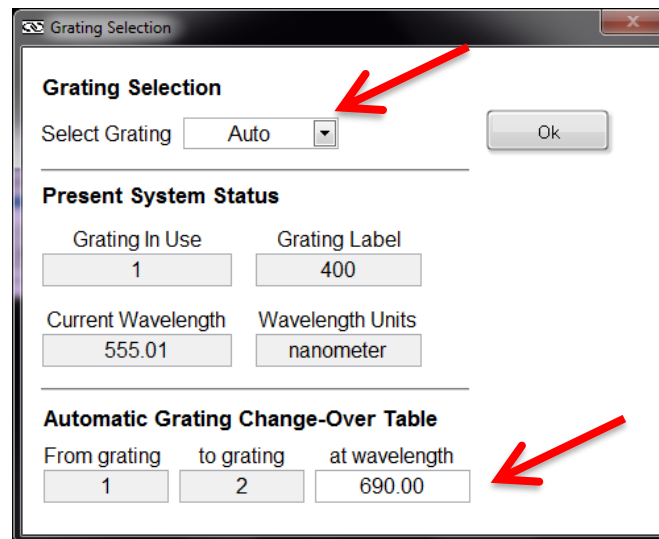 Grating Selection
Grating Selection
Select Grating Auto Ok
Present System Status
Grating In Use Grating Label
1 400
Current Wavelength Wavelength Units
555.01 nanometer
Automatic Grating Change-Over Table
From grating to grating at wavelength
1 2 690.00